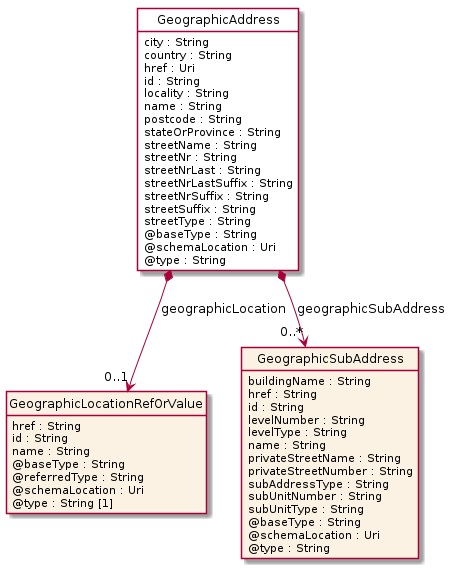 GeographicAddress
city : String
country : String
href : Uri
id : String
locality : String
name : String
postcode : String
stateOrProvince : String
streetName : String
streetNr : String
streetNrLast : String
streetNrLastSuffix : String
streetNrSuffix : String
streetSuffix : String
streetType : String
@baseType : String
@schemaLocation : Uri
@type : String
geographicLocation
geographicSubAddress
0..1
0..*
GeographicLocationRefOrValue
href : String
id : String
name : String
@baseType : String
@referredType : String
@schemaLocation : Uri
@type : String [1]
GeographicSubAddress
buildingName : String
href : String
id : String
levelNumber : String
levelType : String
name : String
privateStreetName : String
privateStreetNumber : String
subAddressType : String
subUnitNumber : String
subUnitType : String
@baseType : String
@schemaLocation : Uri
@type : String